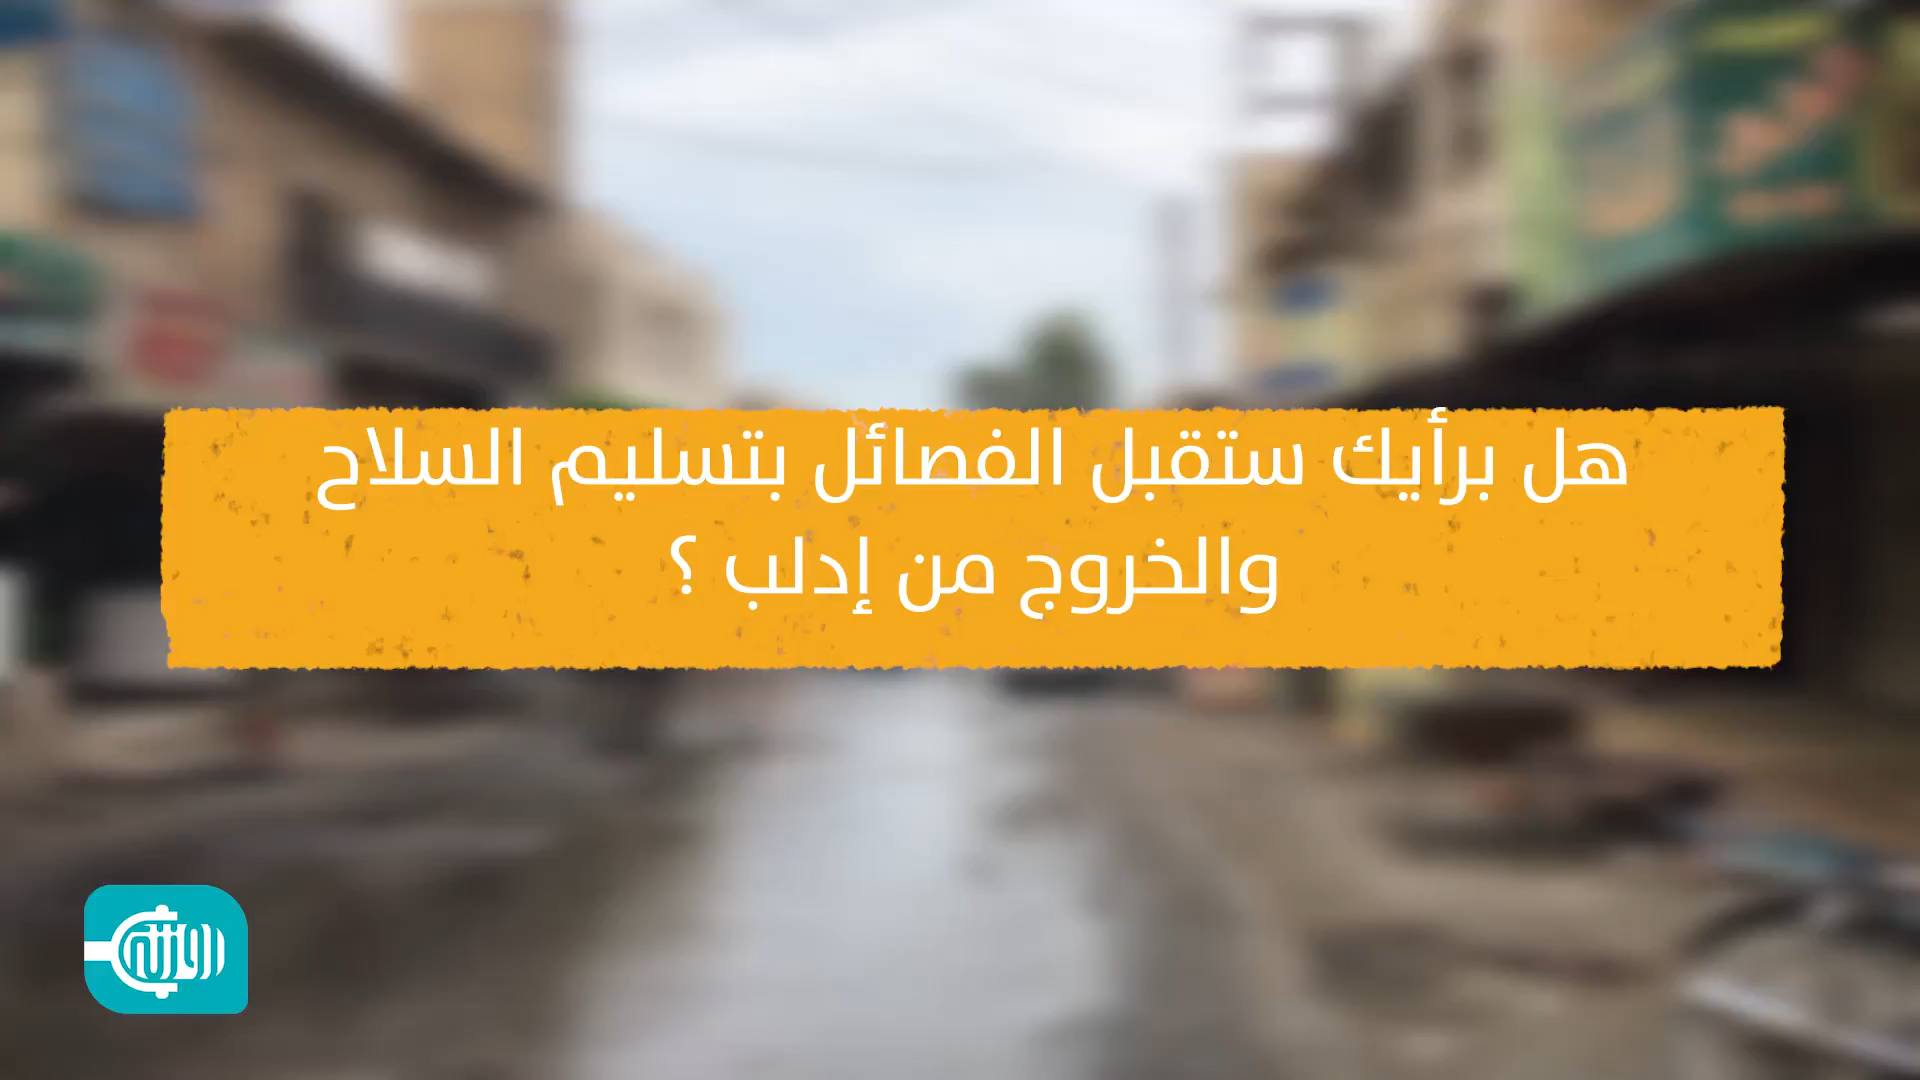 هل برأيك ستقبل الفصائل بتسليم السلاح
والخروج من إدلب ؟